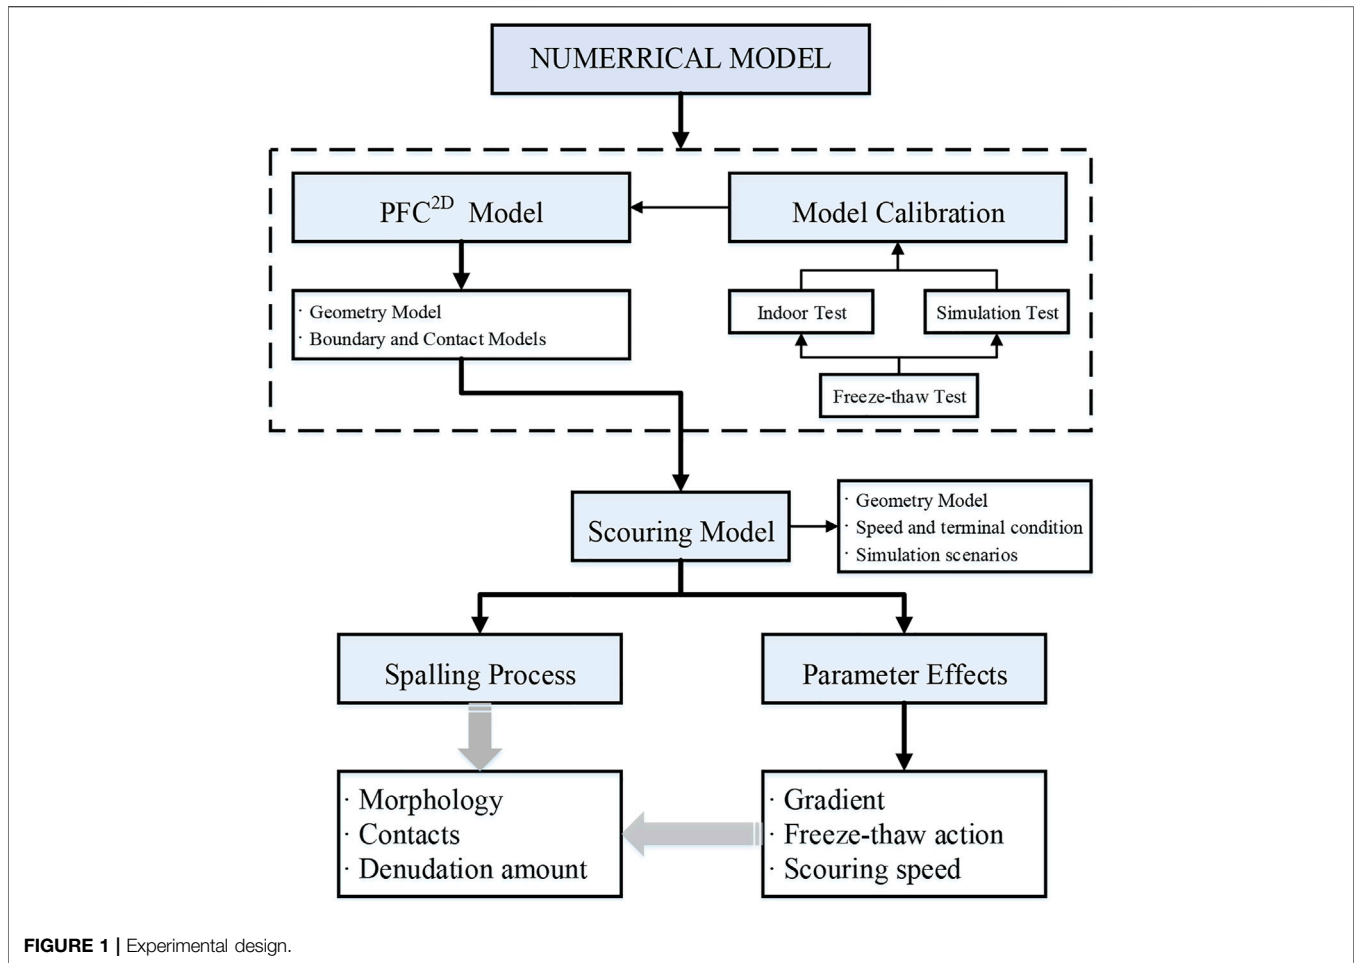 NUMERRICAL MODEL
PFC2D Model
Model Calibration
· Geometry Model
· Boundary and Contact Models
Indoor Test
Simulation Test
Freeze-thaw Test
Scouring Model
· Geometry Model
· Speed and terminal condition
· Simulation scenarios
Spalling Process
Parameter Effects
· Morphology
· Contacts
· Denudation amount
· Gradient
· Freeze-thaw action
· Scouring speed
FIGURE 1 | Experimental design.